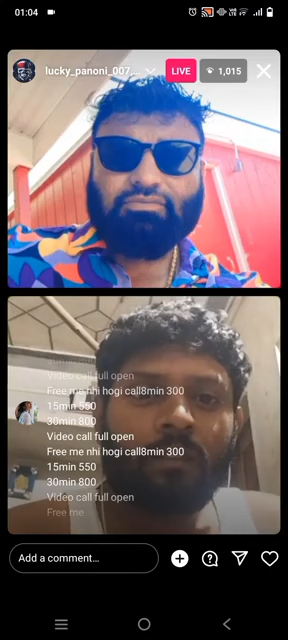 01:04
lucky_panoni_007,...
LIVE
1,015
Video call full open
Free me nhi hogi call8min 300
15min 550
30min 800
Video call full open
Free me nhi hogi call8min 300
15min 550
30min 800
Video call full open
Free me
Add a comment...